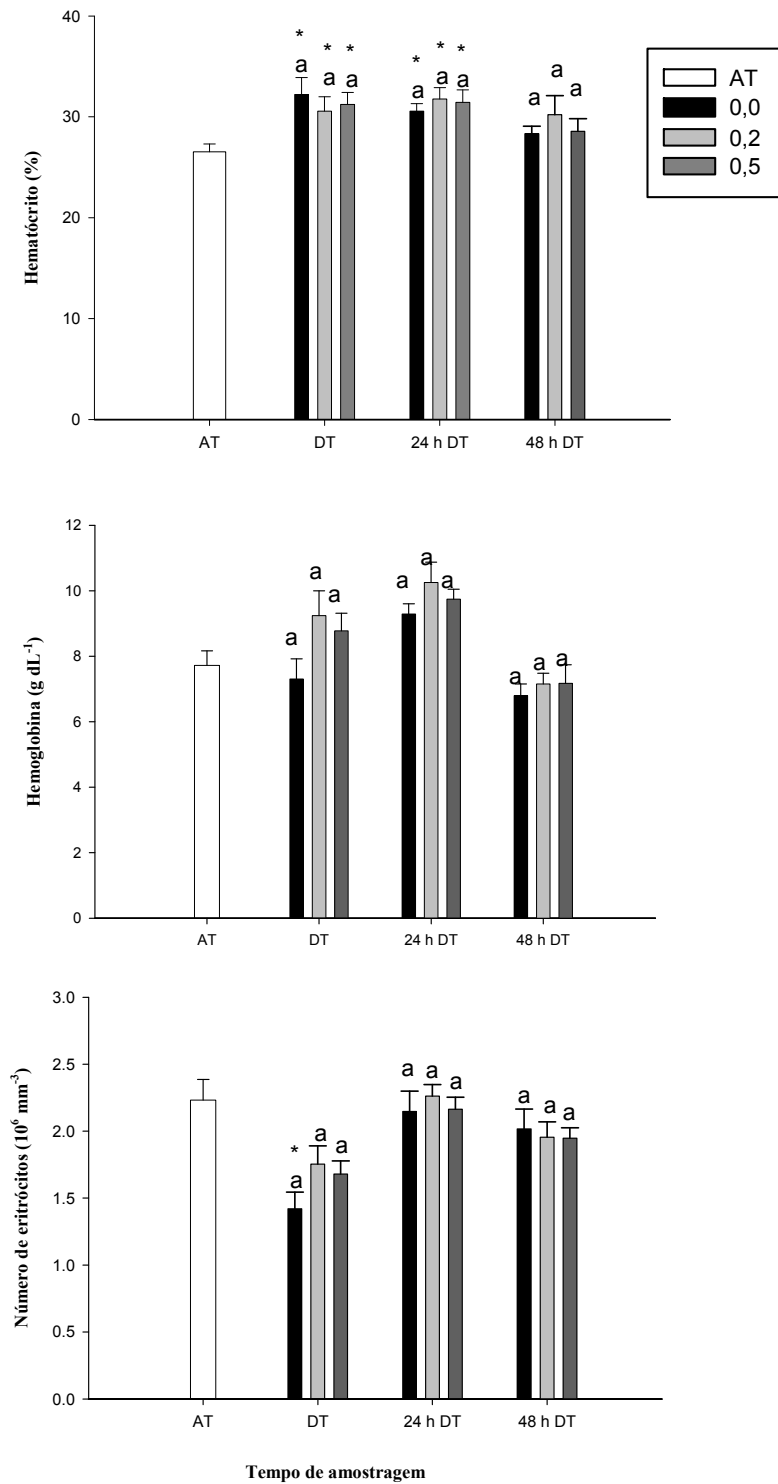 40
30
20
10
0
Hematócrito (%)
* * *
a a a
* * *
a a a
a a a
AT
0,0
0,2
0,5
AT DT 24 h DT 48 h DT
12
10
8
6
4
2
0
Hemoglobina (g dL-1)
a a a
a a a
a a a
AT DT 24 h DT 48 h DT
3.0
2.5
2.0
1.5
1.0
0.5
0.0
Número de eritrócitos (10⁶ mm-³)
*
a a a
a a a
a a a
AT DT 24 h DT 48 h DT
Tempo de amostragem